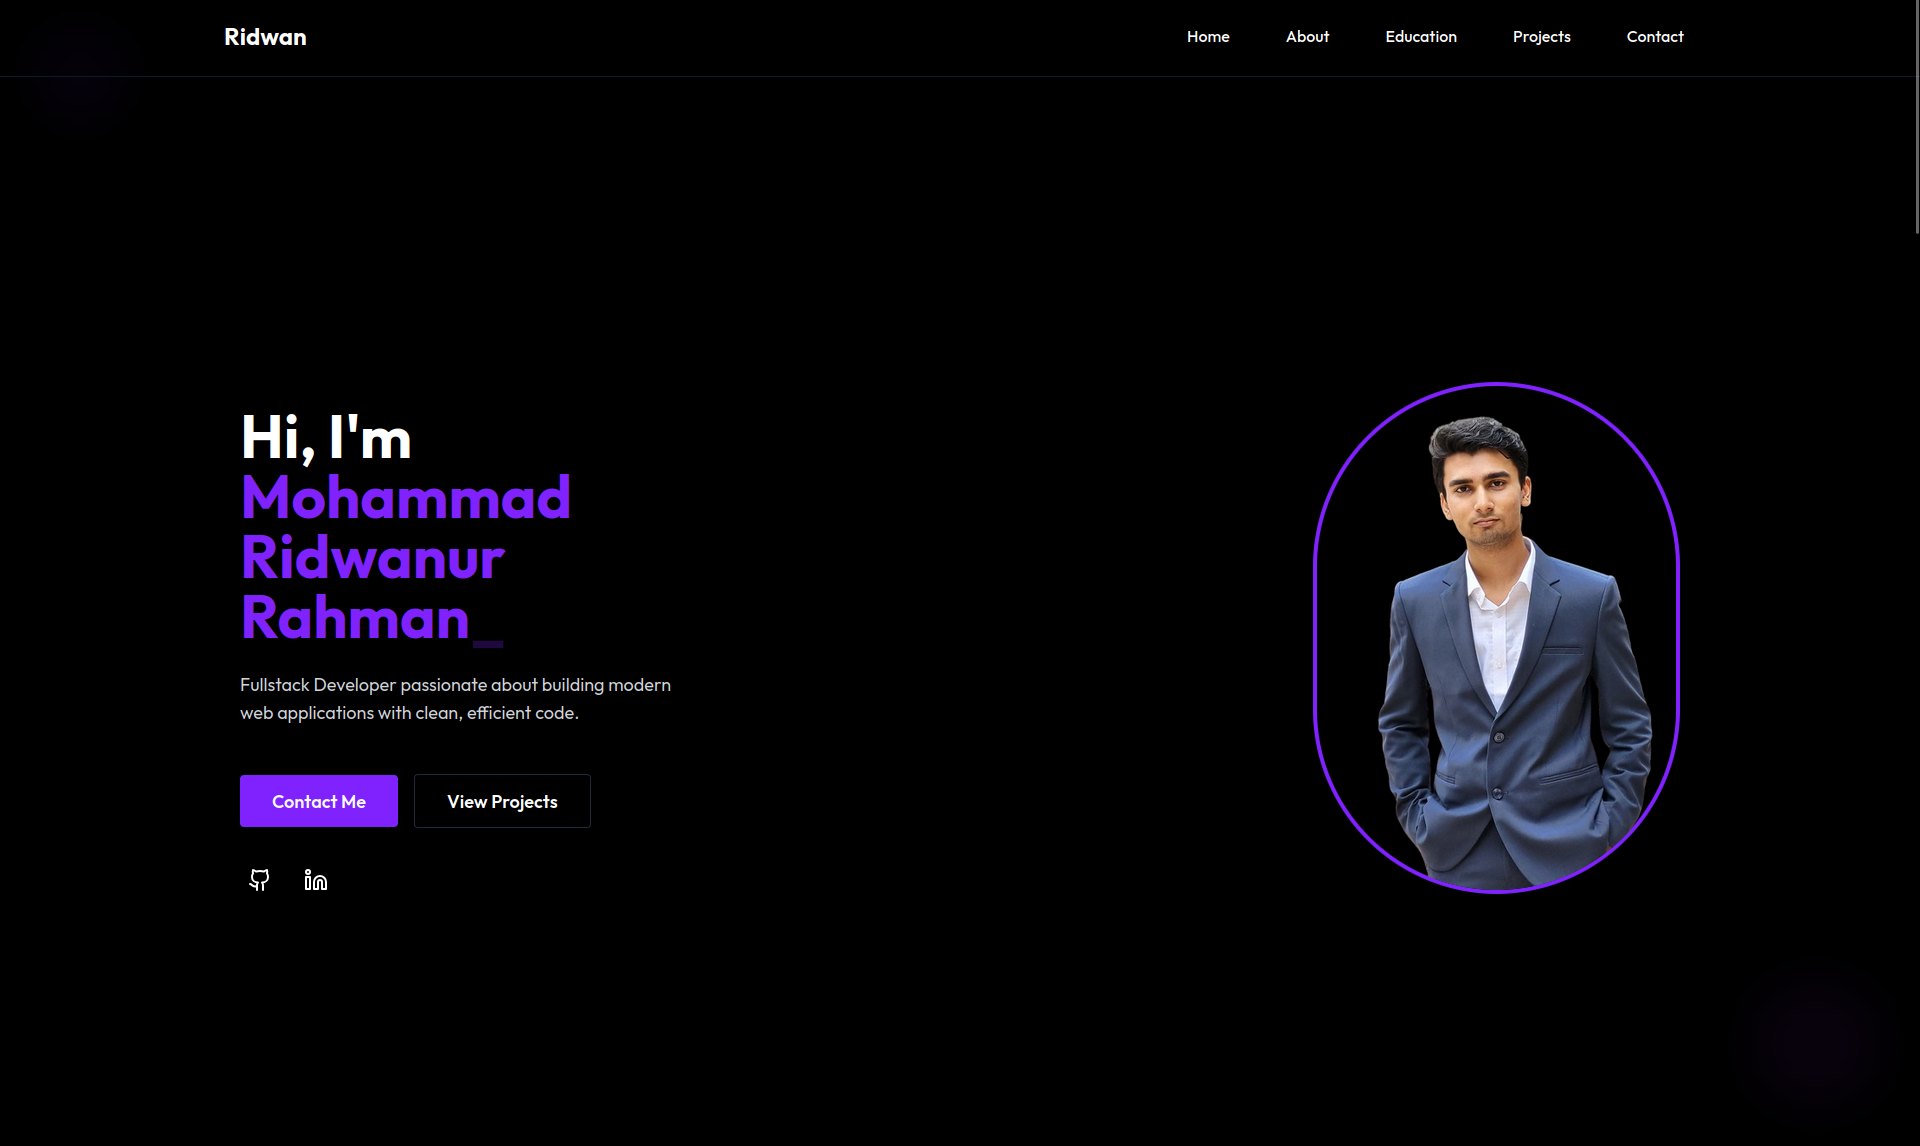 Ridwan
Home About Education Projects Contact
Hi, I'm
Mohammad
Ridwanur
Rahman_
Fullstack Developer passionate about building modern
web applications with clean, efficient code.
Contact Me View Projects